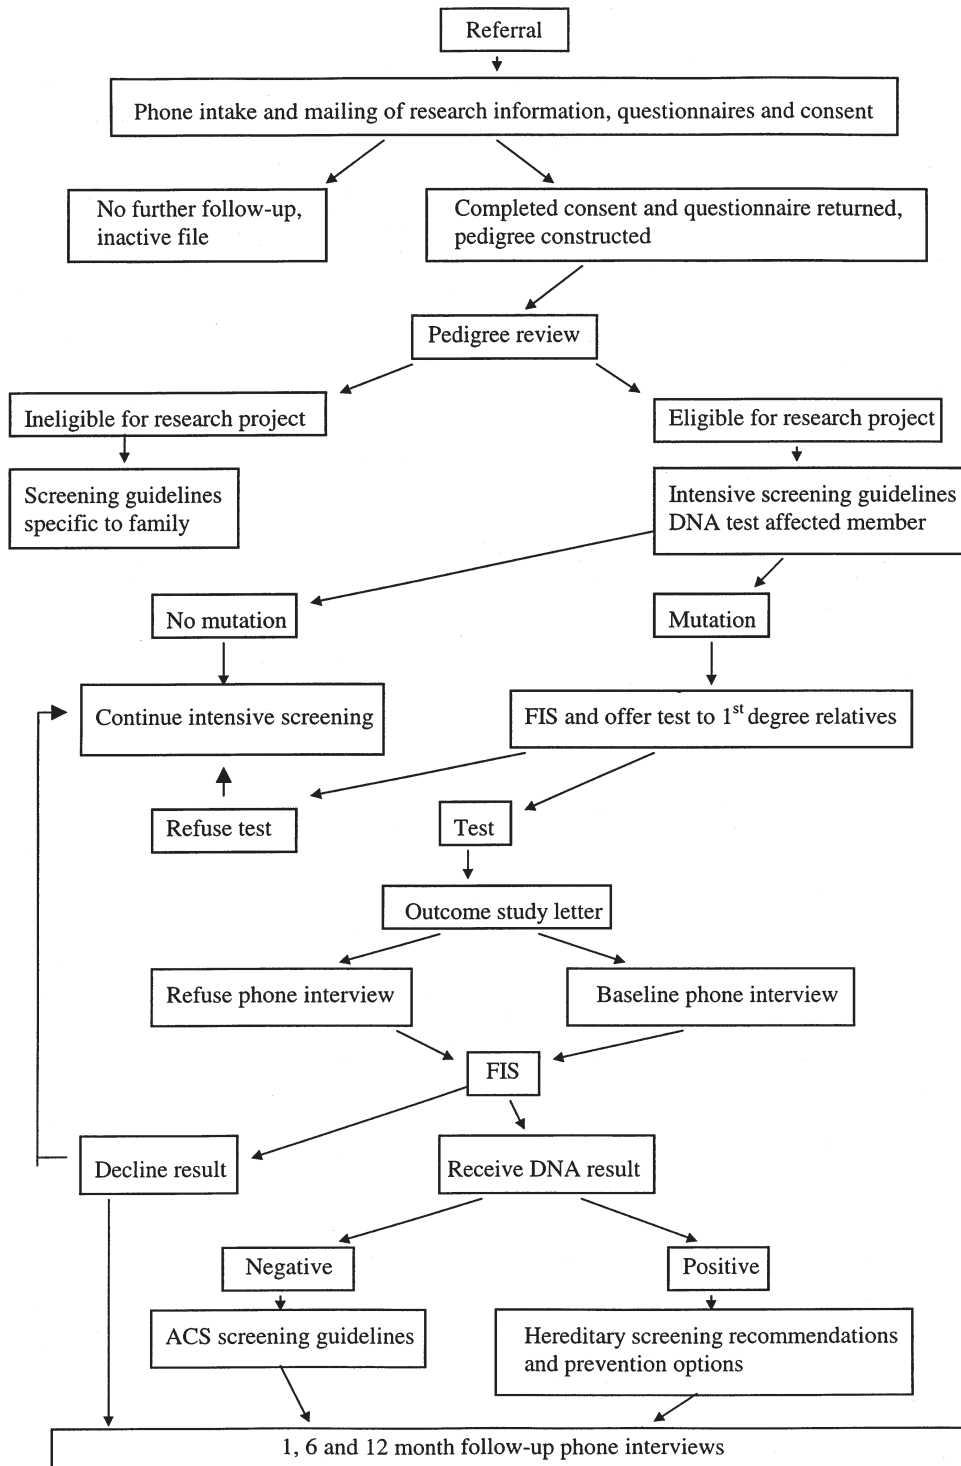 Referral
Phone intake and mailing of research information, questionnaires and consent
No further follow-up,
inactive file
Completed consent and questionnaire returned,
pedigree constructed
Pedigree review
Ineligible for research project
Eligible for research project
Screening guidelines
specific to family
Intensive screening guidelines
DNA test affected member
No mutation
Mutation
Continue intensive screening
FIS and offer test to 1st degree relatives
Refuse test
Test
Outcome study letter
Refuse phone interview
Baseline phone interview
FIS
Decline result
Receive DNA result
Negative
Positive
ACS screening guidelines
Hereditary screening recommendations
and prevention options
1, 6 and 12 month follow-up phone interviews